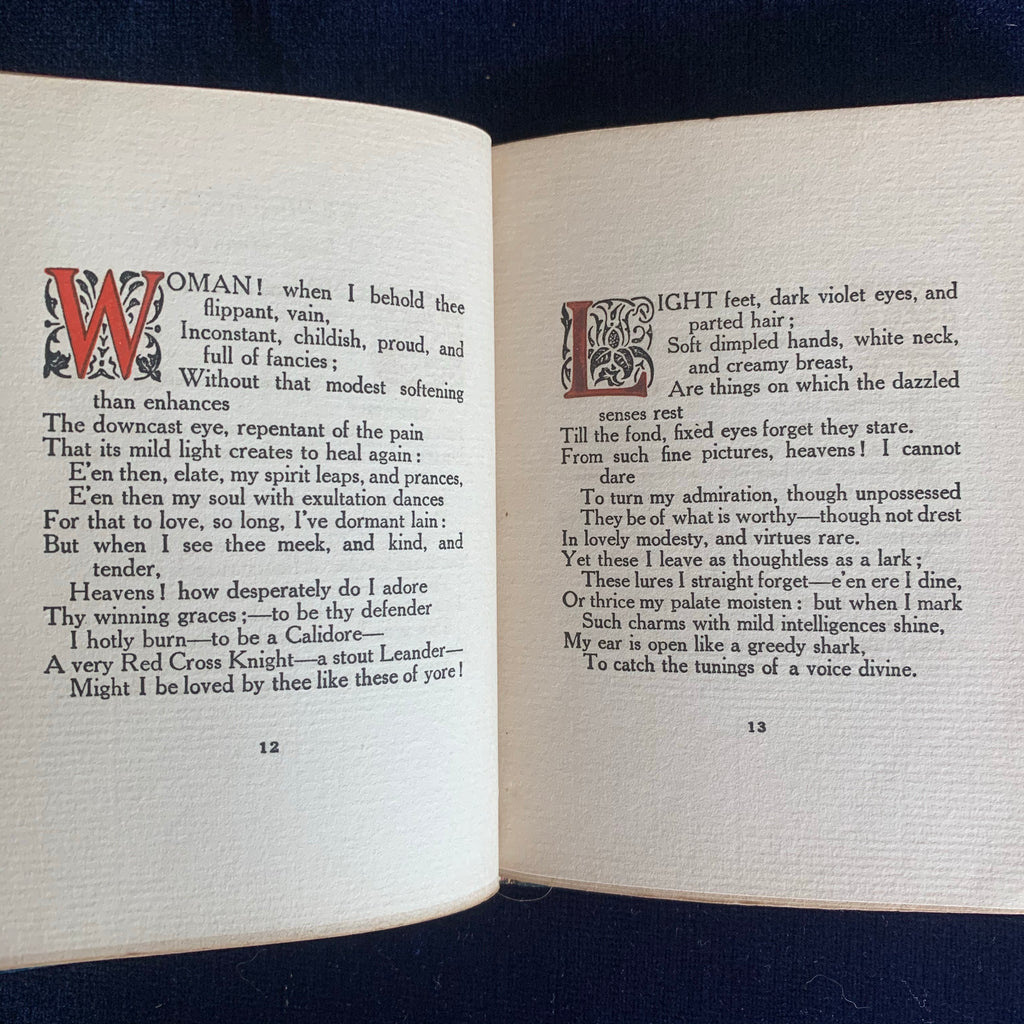 WOMAN! when I behold thee
flippant, vain,
Inconstant, childish, proud, and
full of fancies;
Without that modest softening
than enhances
The downcast eye, repentant of the pain
That its mild light creates to heal again:
E'en then, elate, my spirit leaps, and prances,
E'en then my soul with exultation dances
For that to love, so long, I've dormant lain:
But when I see thee meek, and kind, and
tender,
Heavens! how desperately do I adore
Thy winning graces;—to be thy defender
I hotly burn—to be a Calidore—
A very Red Cross Knight—a stout Leander—
Might I be loved by thee like these of yore!
12
LIGHT feet, dark violet eyes, and
parted hair;
Soft dimpled hands, white neck,
and creamy breast,
Are things on which the dazzled
senses rest
Till the fond, fixèd eyes forget they stare.
From such fine pictures, heavens! I cannot
dare
To turn my admiration, though unpossessed
They be of what is worthy—though not drest
In lovely modesty, and virtues rare.
Yet these I leave as thoughtless as a lark;
These lures I straight forget—e'en ere I dine,
Or thrice my palate moisten: but when I mark
Such charms with mild intelligences shine,
My ear is open like a greedy shark,
To catch the tunings of a voice divine.
13